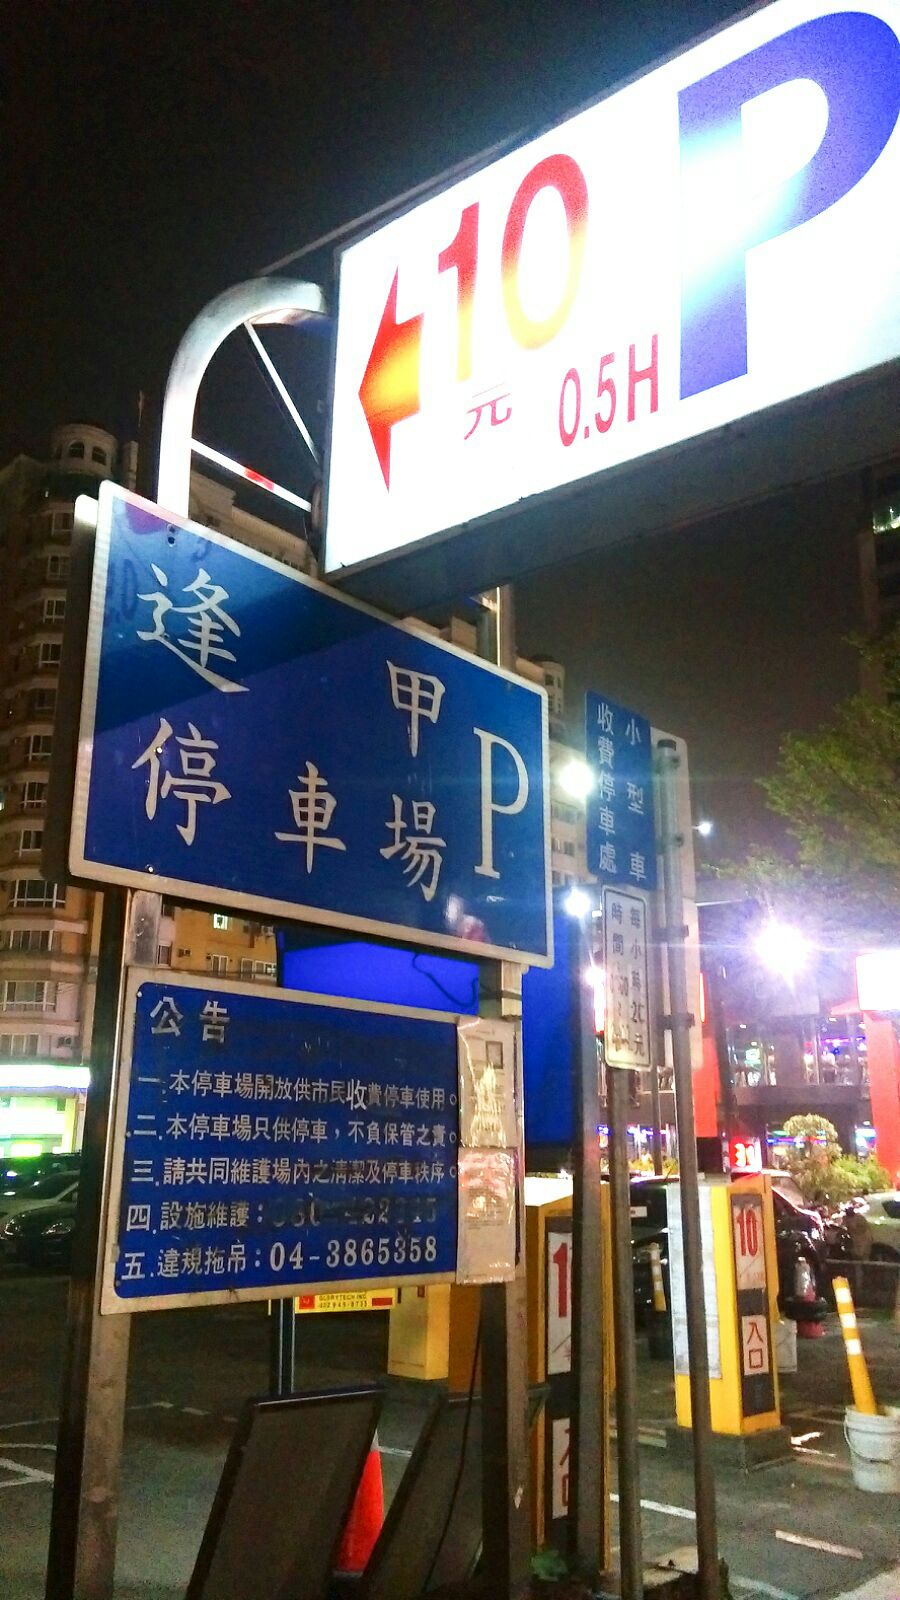 10
元 0.5H
P
逢甲
停車場 P
小型車
收費停車處
每小時20元
公告
一.本停車場開放供市民收費停車使用。
二.本停車場只供停車，不負保管之責。
三.請共同維護場內之清潔及停車秩序。
四.設施維護：
五.違規拖吊：04-3865358
10
入口